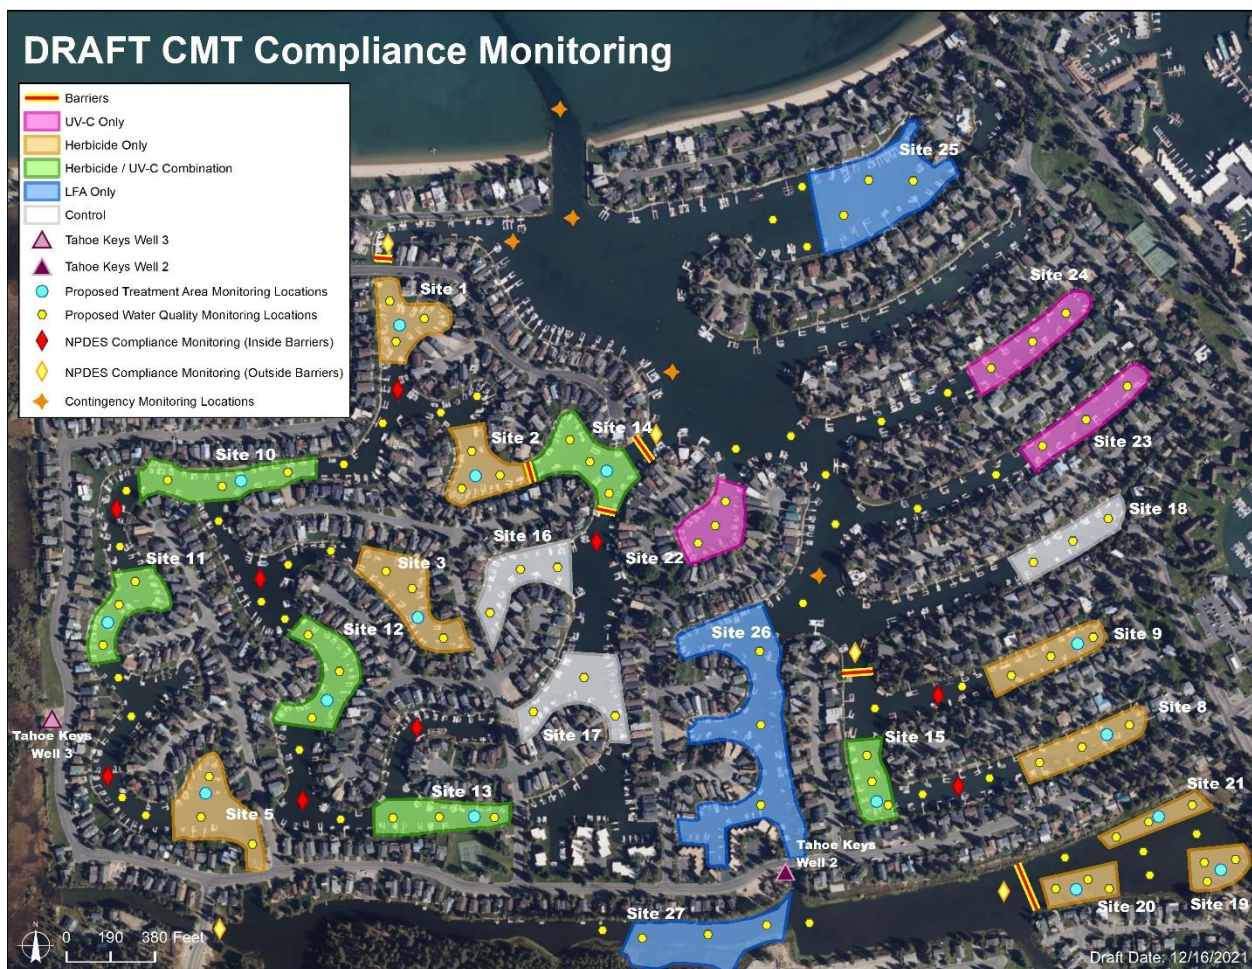 DRAFT CMT Compliance Monitoring
Barriers
UV-C Only
Herbicide Only
Herbicide / UV-C Combination
LFA Only
Control
Tahoe Keys Well 3
Tahoe Keys Well 2
Proposed Treatment Area Monitoring Locations
Proposed Water Quality Monitoring Locations
NPDES Compliance Monitoring (Inside Barriers)
NPDES Compliance Monitoring (Outside Barriers)
Contingency Monitoring Locations
Site 25
Site 24
Site 1
Site 23
Site 2
Site 14
Site 10
Site 18
Site 16
Site 22
Site 11
Site 3
Site 12
Site 26
Site 9
Site 8
Tahoe Keys
Well 3
Site 17
Site 15
Site 21
Site 13
Site 5
Tahoe Keys
Well 2
Site 27
Site 20
Site 19
N
0 190 380 Feet
Draft Date: 12/16/2021